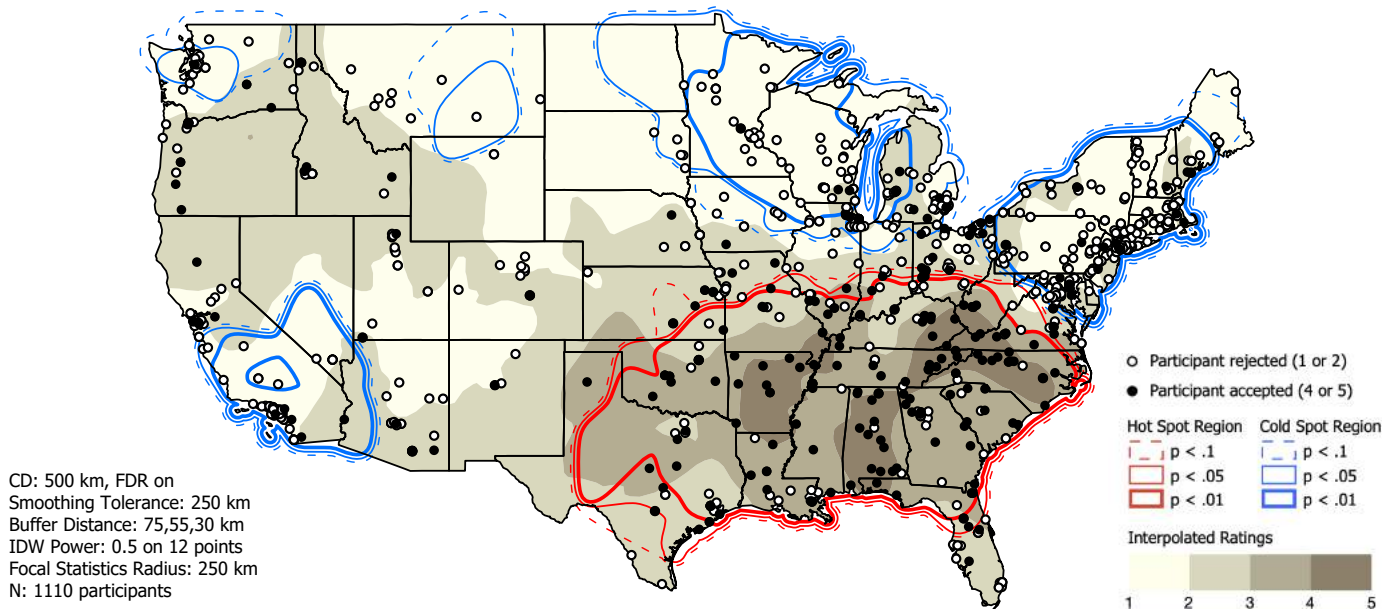 CD: 500 km, FDR on
Smoothing Tolerance: 250 km
Buffer Distance: 75,55,30 km
IDW Power: 0.5 on 12 points
Focal Statistics Radius: 250 km
N: 1110 participants
Participant rejected (1 or 2)
Participant accepted (4 or 5)
Hot Spot Region Cold Spot Region
p < .1 p < .1
p < .05 p < .05
p < .01 p < .01
Interpolated Ratings
1 2 3 4 5